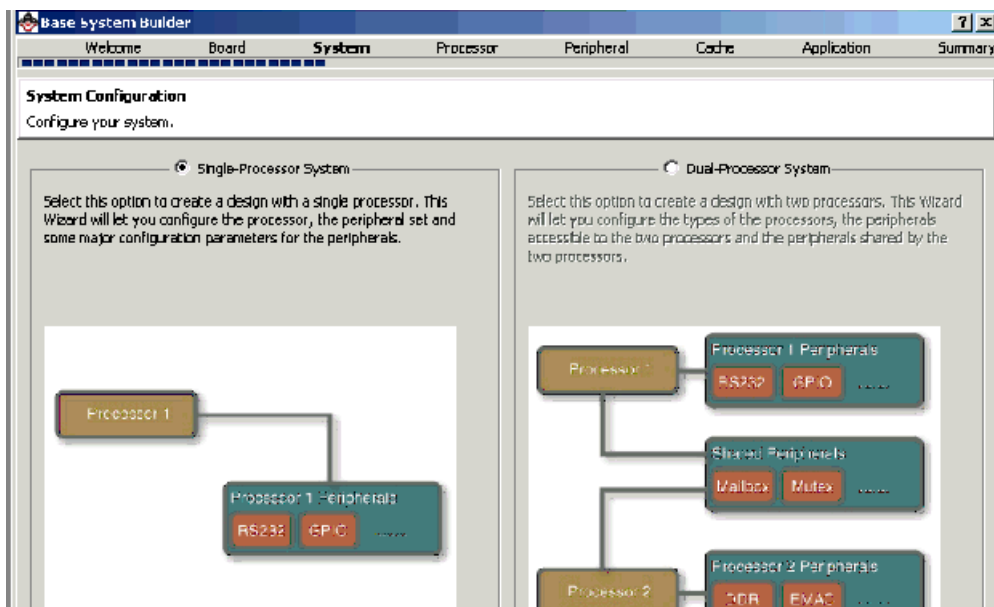 Base System Builder
Welcome Board System Processor Peripheral Cache Application Summary
System Configuration
Configure your system.
Single-Processor System
Select this option to create a design with a single processor. This
Wizard will let you configure the processor, the peripheral set and
some major configuration parameters for the peripherals.
Processor 1
Processor 1 Peripherals
RS232 GPIO ......
Dual-Processor System
Select this option to create a design with two processors. This Wizard
will let you configure the types of the processors, the peripherals
accessible to the two processors and the peripherals shared by the
two processors.
Processor 1
Processor 1 Peripherals
RS232 GPIO ......
Shared Peripherals
Mailbox Mutex ......
Processor 2
Processor 2 Peripherals
DDR EMAC ......